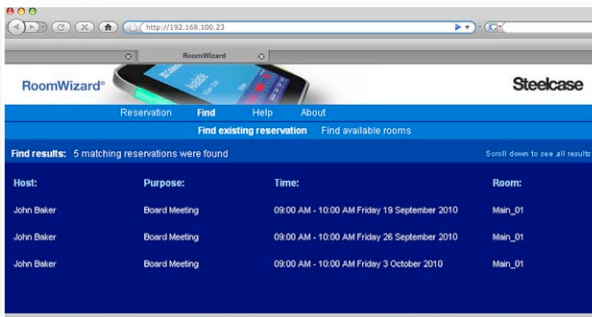 http://192.168.100.23
RoomWizard
RoomWizard®
Steelcase
Reservation Find Help About
Find existing reservation Find available rooms
Find results: 5 matching reservations were found Scroll down to see all results
Host: Purpose: Time: Room:
John Baker Board Meeting 09:00 AM - 10:00 AM Friday 19 September 2010 Main_01
John Baker Board Meeting 09:00 AM - 10:00 AM Friday 26 September 2010 Main_01
John Baker Board Meeting 09:00 AM - 10:00 AM Friday 3 October 2010 Main_01